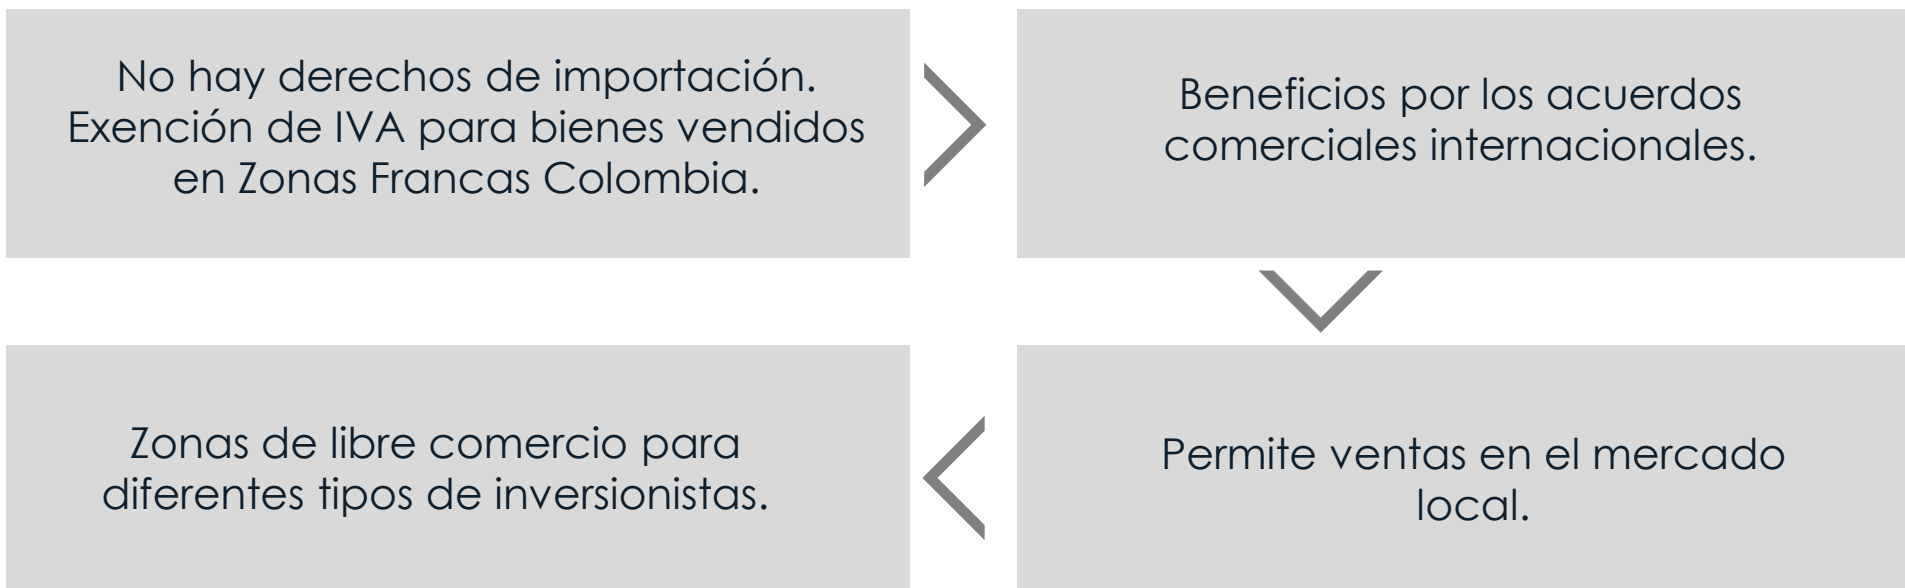 No hay derechos de importación.
Exención de IVA para bienes vendidos
en Zonas Francas Colombia.
Beneficios por los acuerdos
comerciales internacionales.
Permite ventas en el mercado
local.
Zonas de libre comercio para
diferentes tipos de inversionistas.